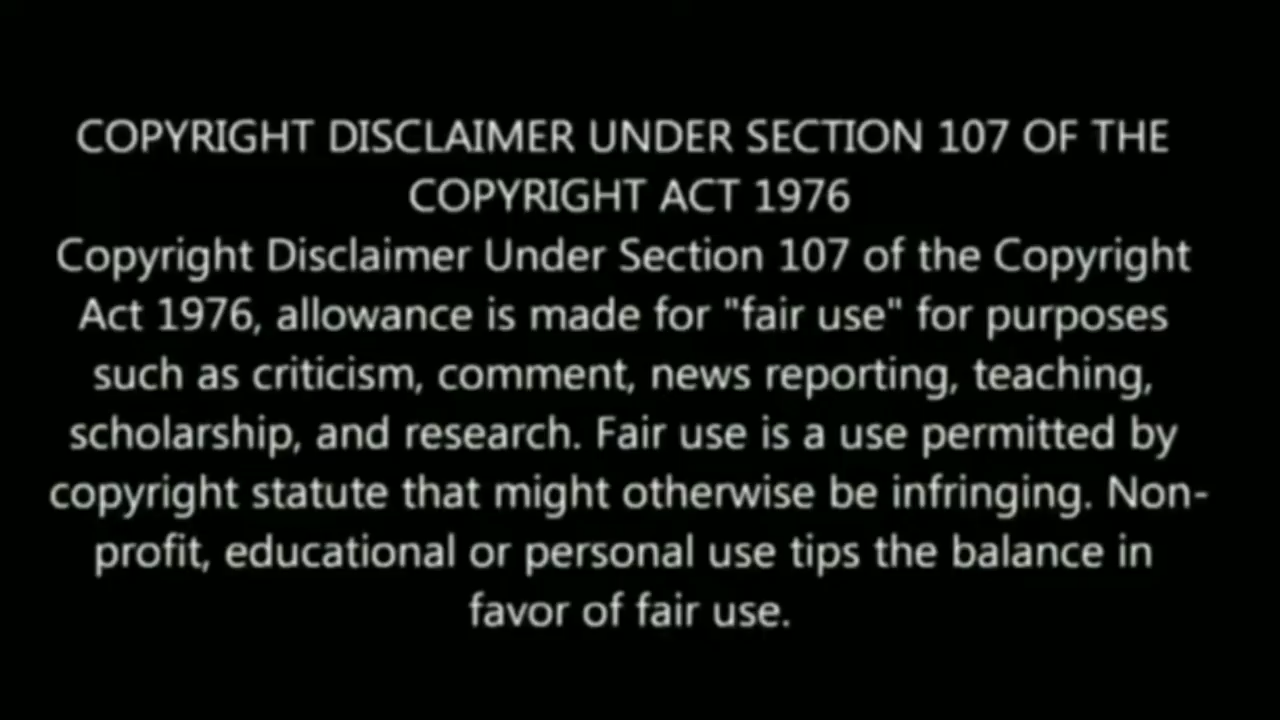 COPYRIGHT DISCLAIMER UNDER SECTION 107 OF THE
COPYRIGHT ACT 1976
Copyright Disclaimer Under Section 107 of the Copyright
Act 1976, allowance is made for "fair use" for purposes
such as criticism, comment, news reporting, teaching,
scholarship, and research. Fair use is a use permitted by
copyright statute that might otherwise be infringing. Non-
profit, educational or personal use tips the balance in
favor of fair use.